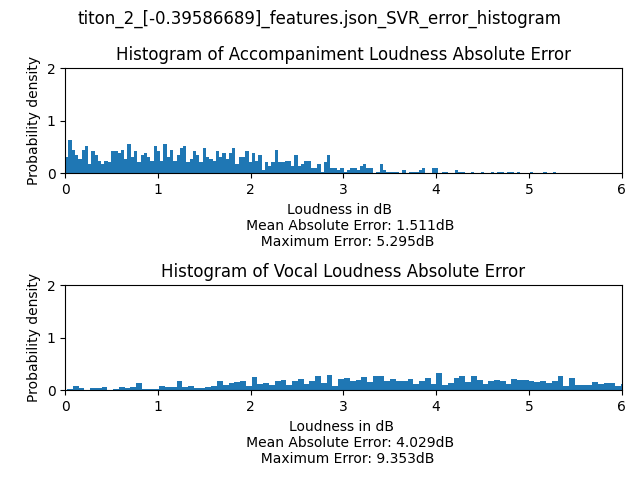 titon_2_[-0.39586689]_features.json_SVR_error_histogram
Histogram of Accompaniment Loudness Absolute Error
Probability density
2
1
0
0 1 2 3 4 5 6
Loudness in dB
Mean Absolute Error: 1.511dB
Maximum Error: 5.295dB
Histogram of Vocal Loudness Absolute Error
Probability density
2
1
0
0 1 2 3 4 5 6
Loudness in dB
Mean Absolute Error: 4.029dB
Maximum Error: 9.353dB